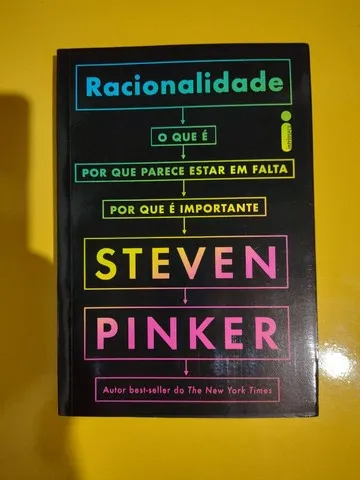 Racionalidade
O QUE É
POR QUE PARECE ESTAR EM FALTA
POR QUE É IMPORTANTE
STEVEN
PINKER
Autor best-seller do The New York Times